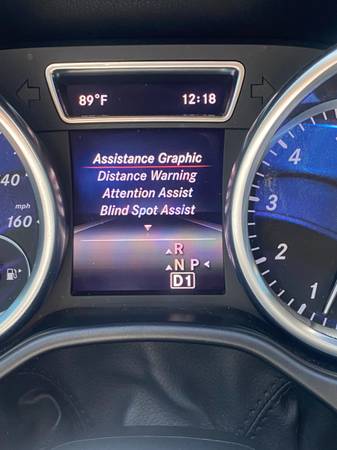 89°F 12:18
Assistance Graphic
Distance Warning
Attention Assist
Blind Spot Assist
R
N P
D1
40
mph
160
4
3
2
1